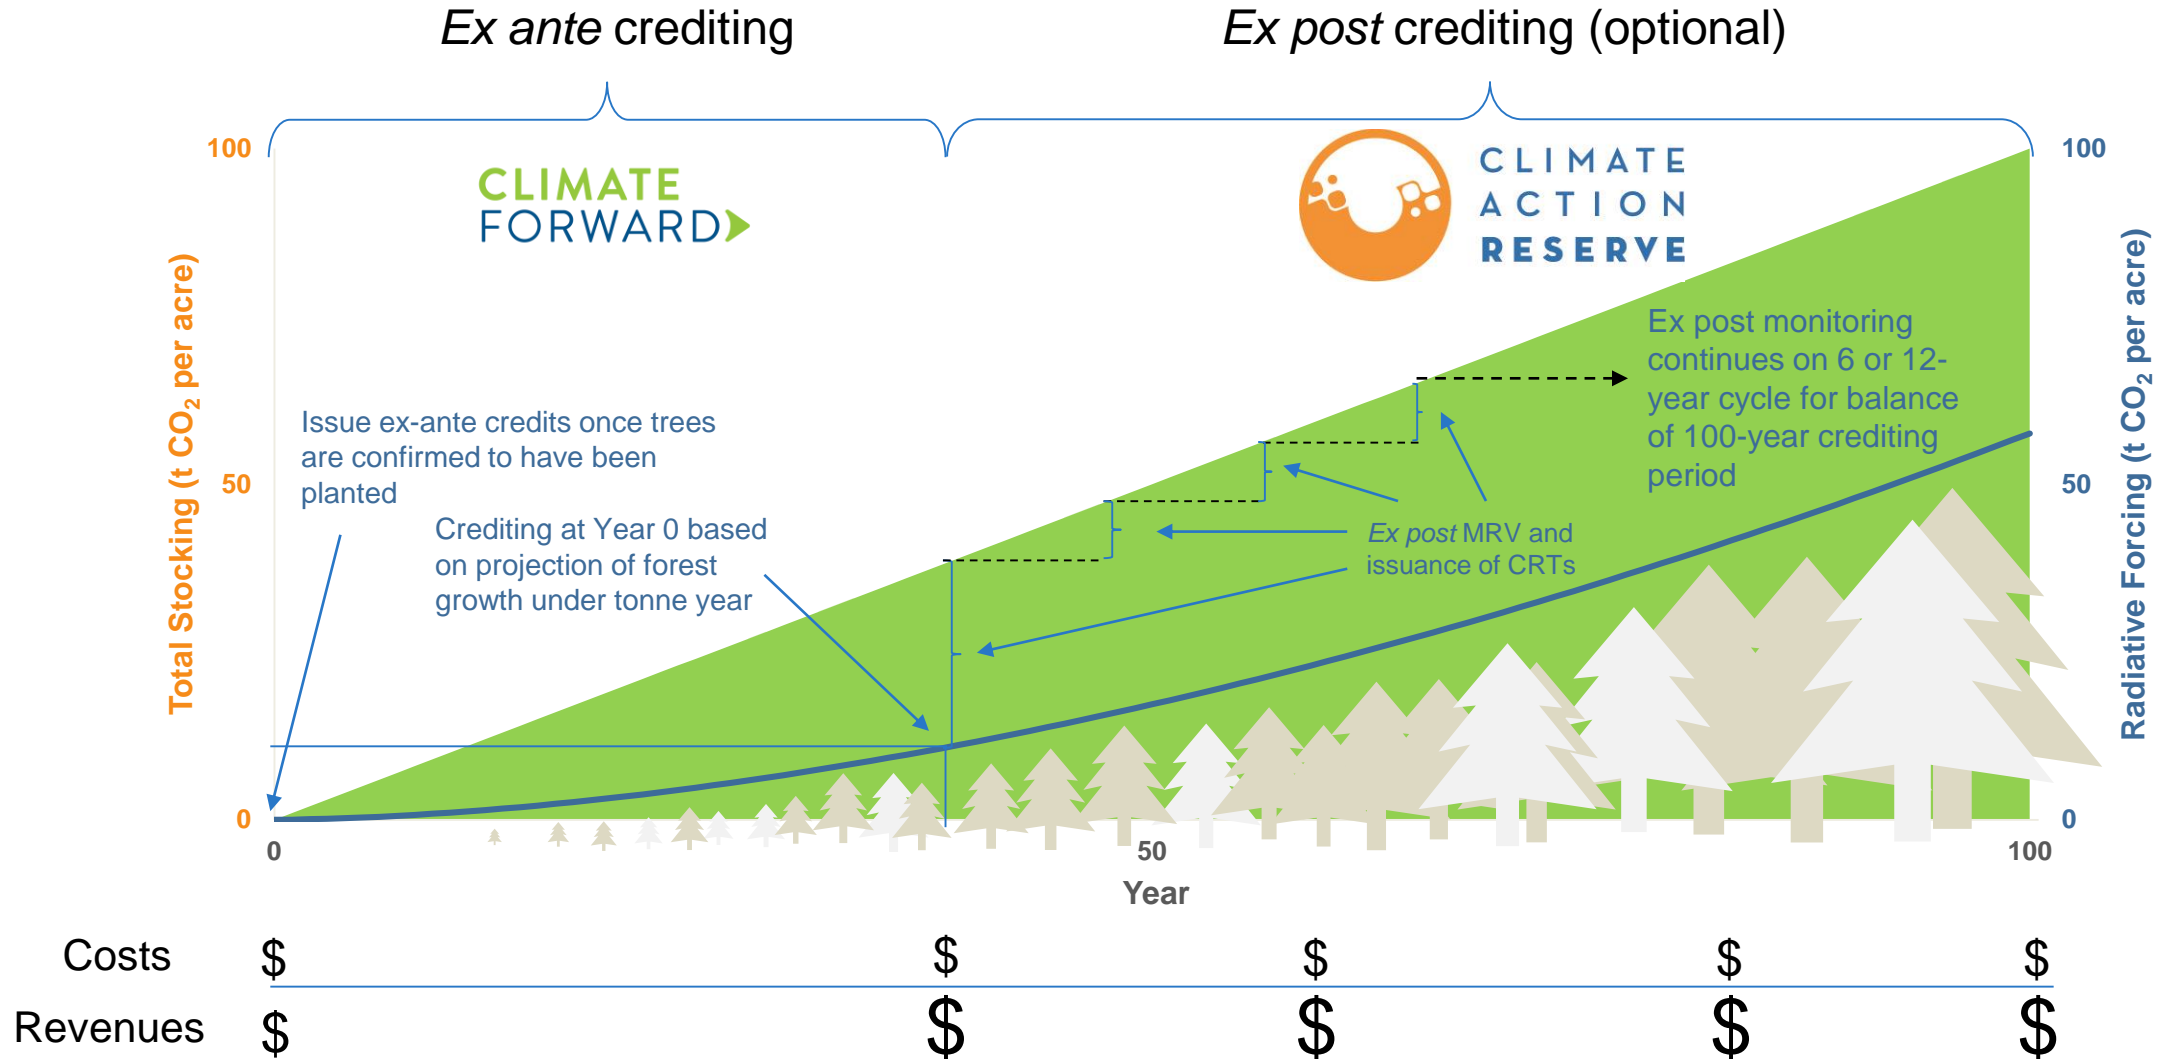 Ex ante crediting
Ex post crediting (optional)
CLIMATE
FORWARD
CLIMATE
ACTION
RESERVE
100
50
0
Total Stocking (t CO₂ per acre)
100
50
0
Radiative Forcing (t CO₂ per acre)
Issue ex-ante credits once trees
are confirmed to have been
planted
Crediting at Year 0 based
on projection of forest
growth under tonne year
Ex post MRV and
issuance of CRTs
Ex post monitoring
continues on 6 or 12-
year cycle for balance
of 100-year crediting
period
0
50
100
Year
Costs $ $ $ $ $
Revenues $ $ $ $ $